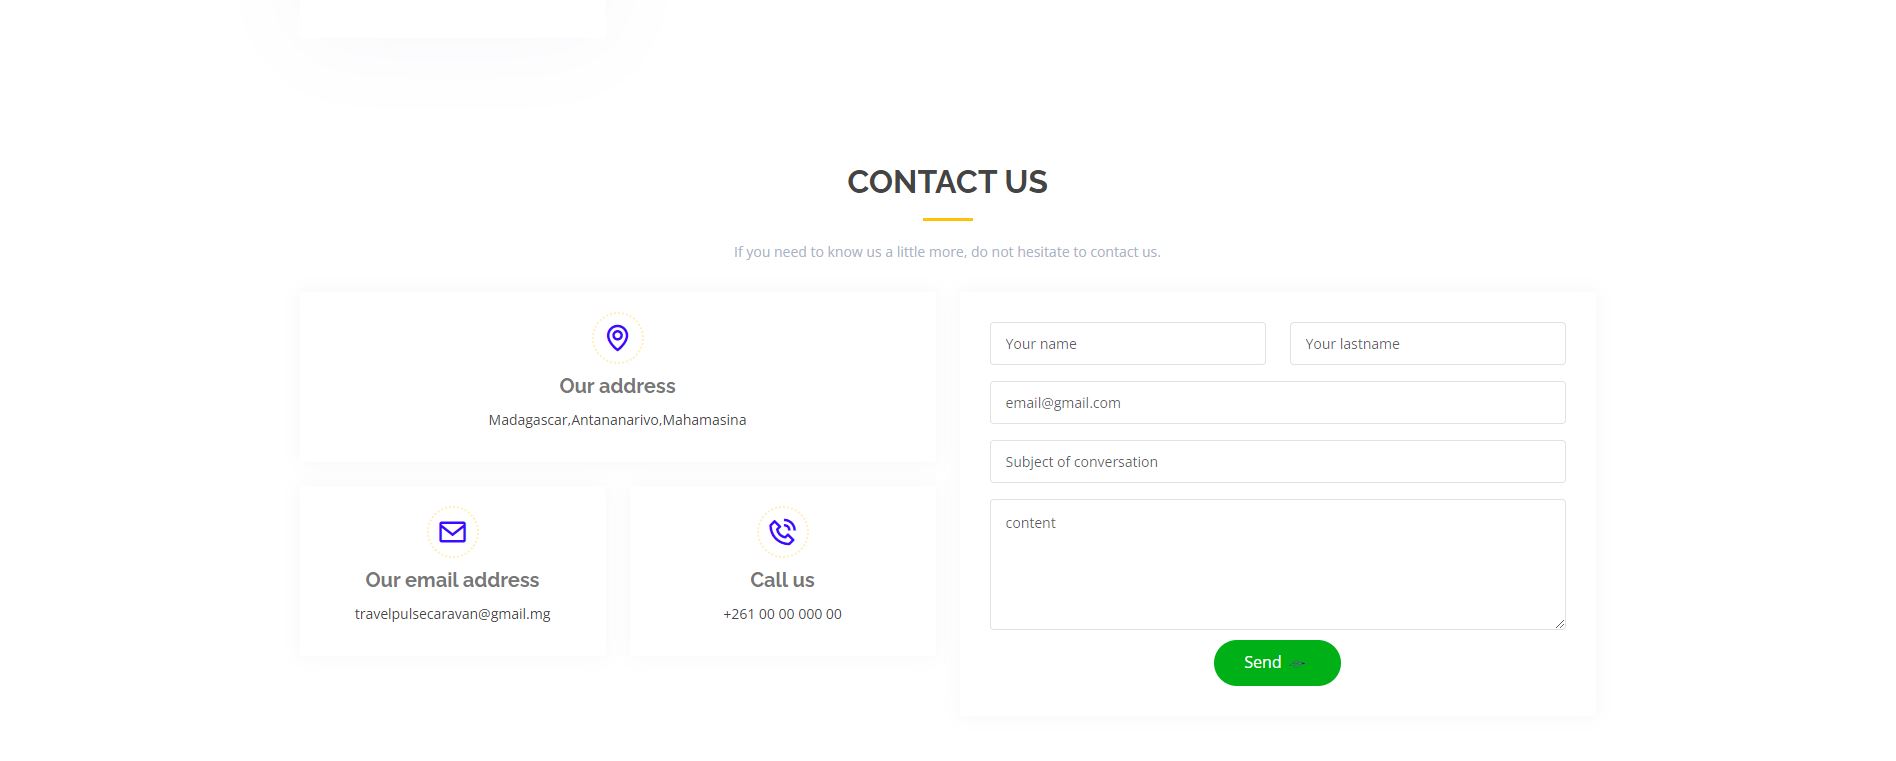 CONTACT US
If you need to know us a little more, do not hesitate to contact us.
Our address
Madagascar,Antananarivo,Mahamasina
Our email address
travelpulsecaravan@gmail.mg
Call us
+261 00 00 000 00
Your name
Your lastname
email@gmail.com
Subject of conversation
content
Send